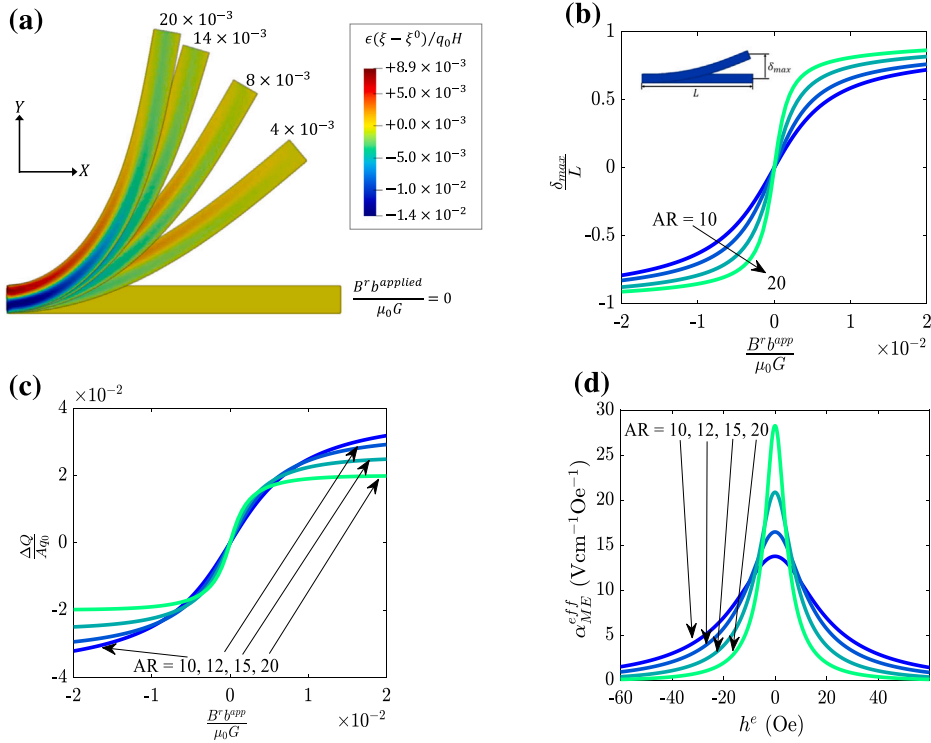 (a)
20 × 10⁻³
14 × 10⁻³
8 × 10⁻³
4 × 10⁻³
Y
X
ϵ(ξ − ξ⁰)/q₀H
+8.9 × 10⁻³
+5.0 × 10⁻³
+0.0 × 10⁻³
−5.0 × 10⁻³
−1.0 × 10⁻²
−1.4 × 10⁻²
Bʳb^applied
μ₀G
= 0
(b)
1
0.5
0
-0.5
-1
δmax
L
δ_max
L
AR = 10
20
-2
-1
0
1
2
Bʳb^app
μ₀G
×10⁻²
(c)
×10⁻²
4
2
0
-2
-4
ΔQ
Aq₀
AR = 10, 12, 15, 20
-2
-1
0
1
2
Bʳb^app
μ₀G
×10⁻²
(d)
30
25
20
15
10
5
0
α_ME^eff (Vcm⁻¹Oe⁻¹)
AR = 10, 12, 15, 20
-60
-40
-20
0
20
40
hᵉ (Oe)